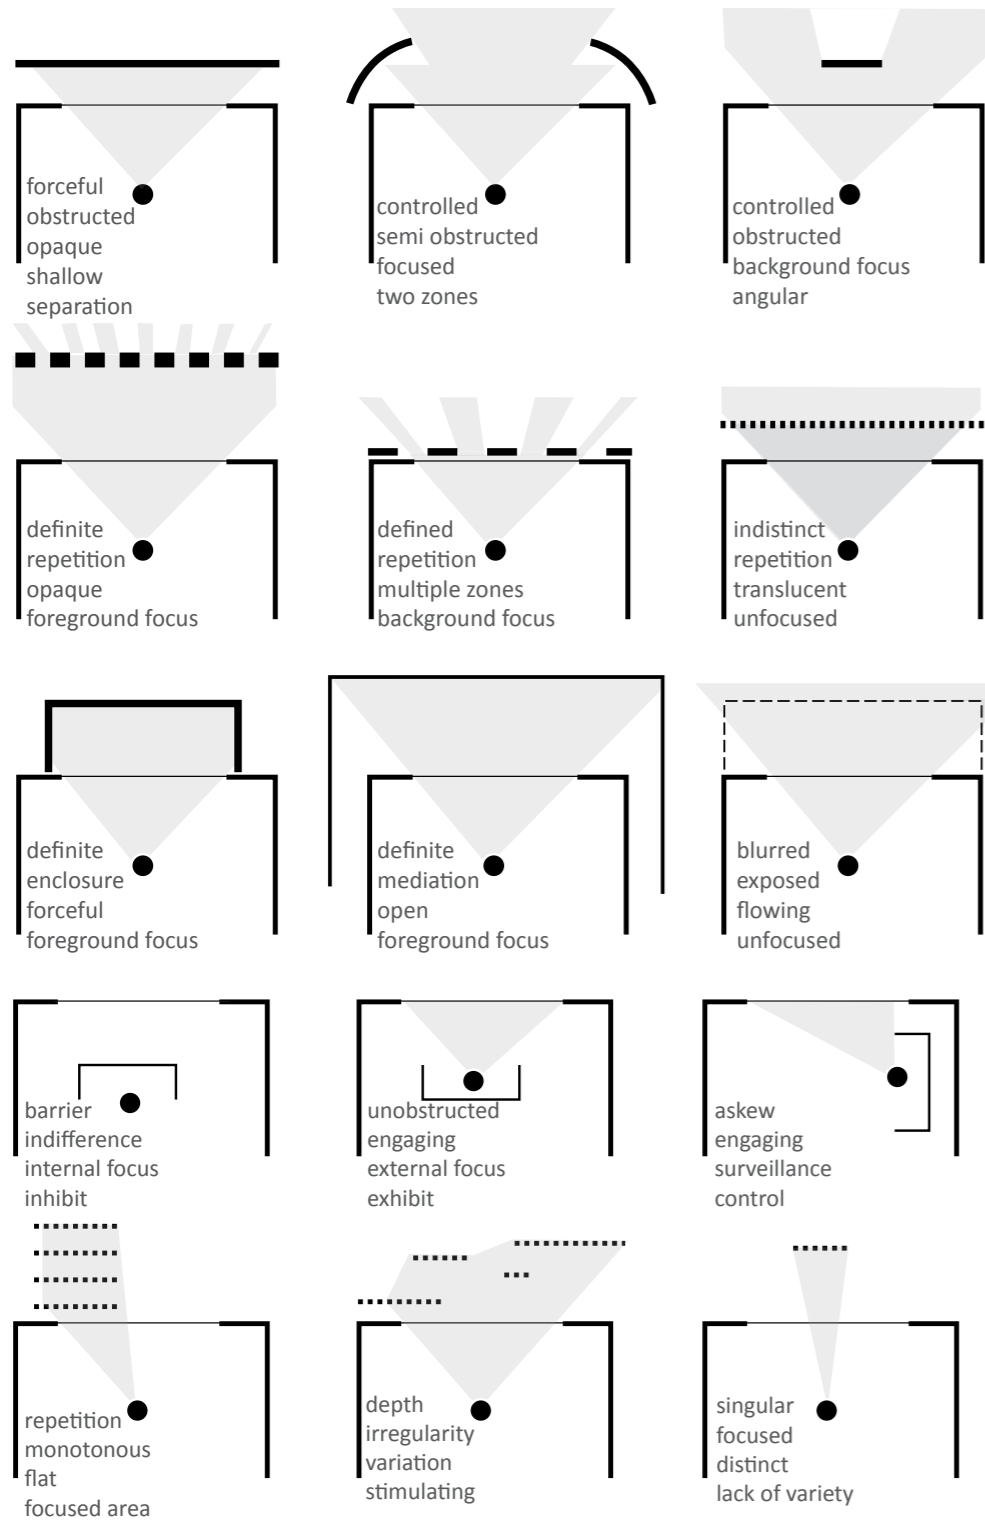 forceful
obstructed
opaque
shallow
separation
controlled
semi obstructed
focused
two zones
controlled
obstructed
background focus
angular
definite
repetition
opaque
foreground focus
defined
repetition
multiple zones
background focus
indistinct
repetition
translucent
unfocused
definite
enclosure
forceful
foreground focus
definite
mediation
open
foreground focus
blurred
exposed
flowing
unfocused
barrier
indifference
internal focus
inhibit
unobstructed
engaging
external focus
exhibit
askew
engaging
surveillance
control
repetition
monotonous
flat
focused area
depth
irregularity
variation
stimulating
singular
focused
distinct
lack of variety